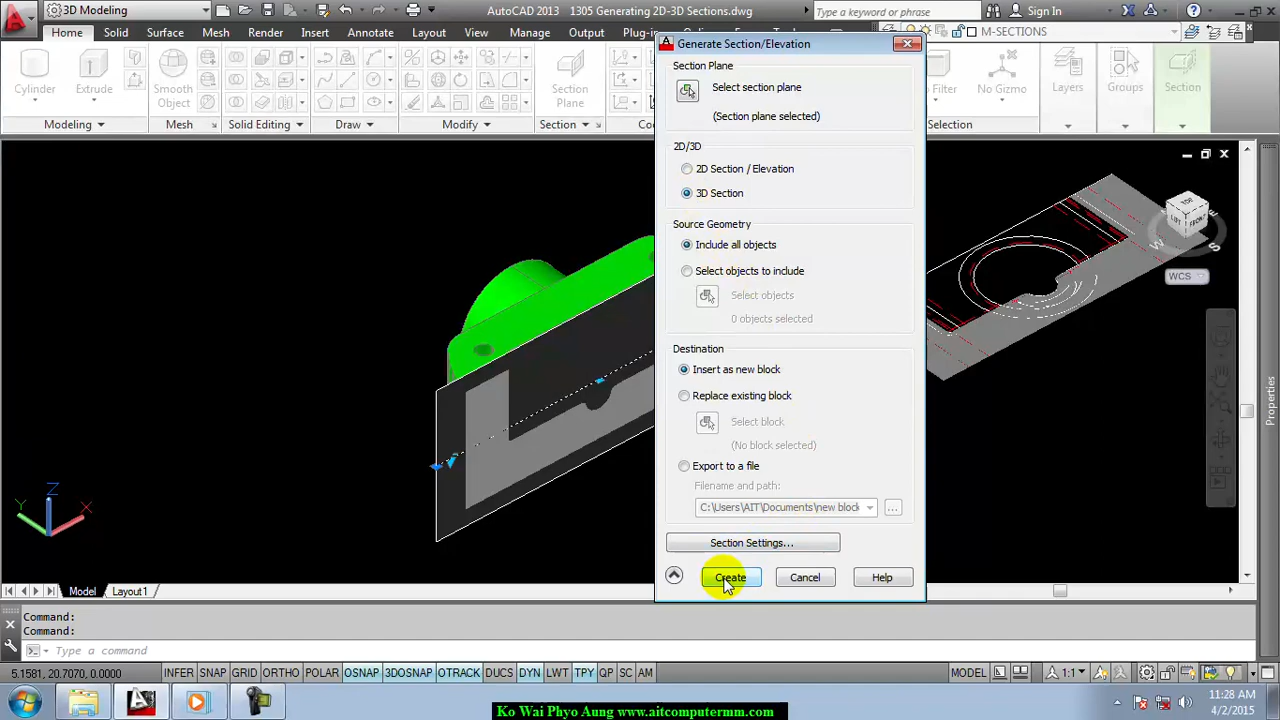 3D Modeling
AutoCAD 2013 1305 Generating 2D-3D Sections.dwg
Type a keyword or phrase
Sign In
Home Solid Surface
Insert Annotate Layout View Manage Output Plug-in
M-SECTIONS
Cylinder
Extrude
Smooth
Object
Section
Plane
No Gizmo
Layers
Groups
Section
Modeling
Mesh
Solid Editing
Draw
Modify
Section
Generate Section/Elevation
Section Plane
Select section plane
(Section plane selected)
2D/3D
2D Section / Elevation
3D Section
Source Geometry
Include all objects
Select objects to include
Select objects
0 objects selected
Destination
Insert as new block
Replace existing block
Select block
(No block selected)
Export to a file
Filename and path:
C:\Users\AIT\Documents\new block
...
Section Settings...
Create
Cancel
Help
TOP
LEFT
FRONT
W
S
WCS
Properties
Z
Y
X
Model
Layout1
Command:
Command:
Type a command
5.1581, 20.7070, 0.0000
INFER SNAP GRID ORTHO POLAR OSNAP 3DOSNAP OTRACK DUCS DYN LWT TPY QP SC AM
MODEL
1:1
11:28 AM
4/2/2015
Ko Wai Phyo Aung www.aitcomputermm.com